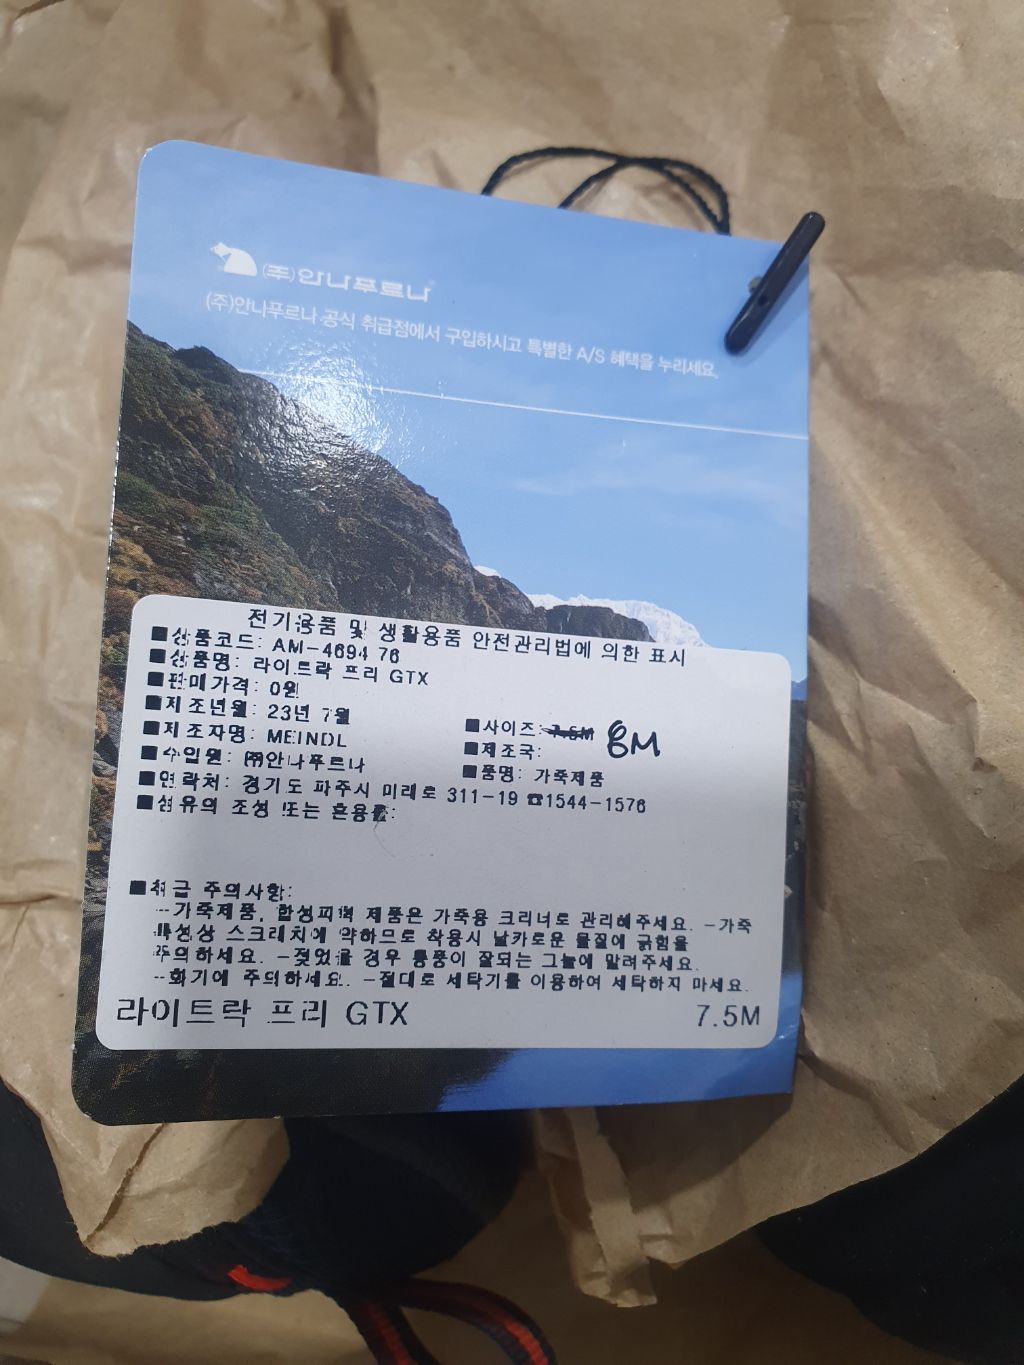 (주)안나푸르나
(주)안나푸르나 공식 취급점에서 구입하시고 특별한 A/S 혜택을 누리세요.
전기용품 및 생활용품 안전관리법에 의한 표시
■상품코드: AM-4694 76
■상품명: 라이트락 프리 GTX
■판매가격: 0원
■제조년월: 23년 7월 ■사이즈: 7.5M 8M
■제조자명: MEINDL ■제조국:
■수입원: ㈜안나푸르나 ■품명: 가죽제품
■연락처: 경기도 파주시 미래로 311-19 ☎1544-1576
■섬유의 조성 또는 혼용률:
■취급 주의사항:
-가죽제품, 합성피혁 제품은 가죽용 크리너로 관리해주세요. -가죽
특성상 스크래치에 약하므로 착용시 날카로운 물질에 긁힘을
주의하세요. -젖었을 경우 통풍이 잘되는 그늘에 말려주세요.
-화기에 주의하세요. -절대로 세탁기를 이용하여 세탁하지 마세요.
라이트락 프리 GTX 7.5M